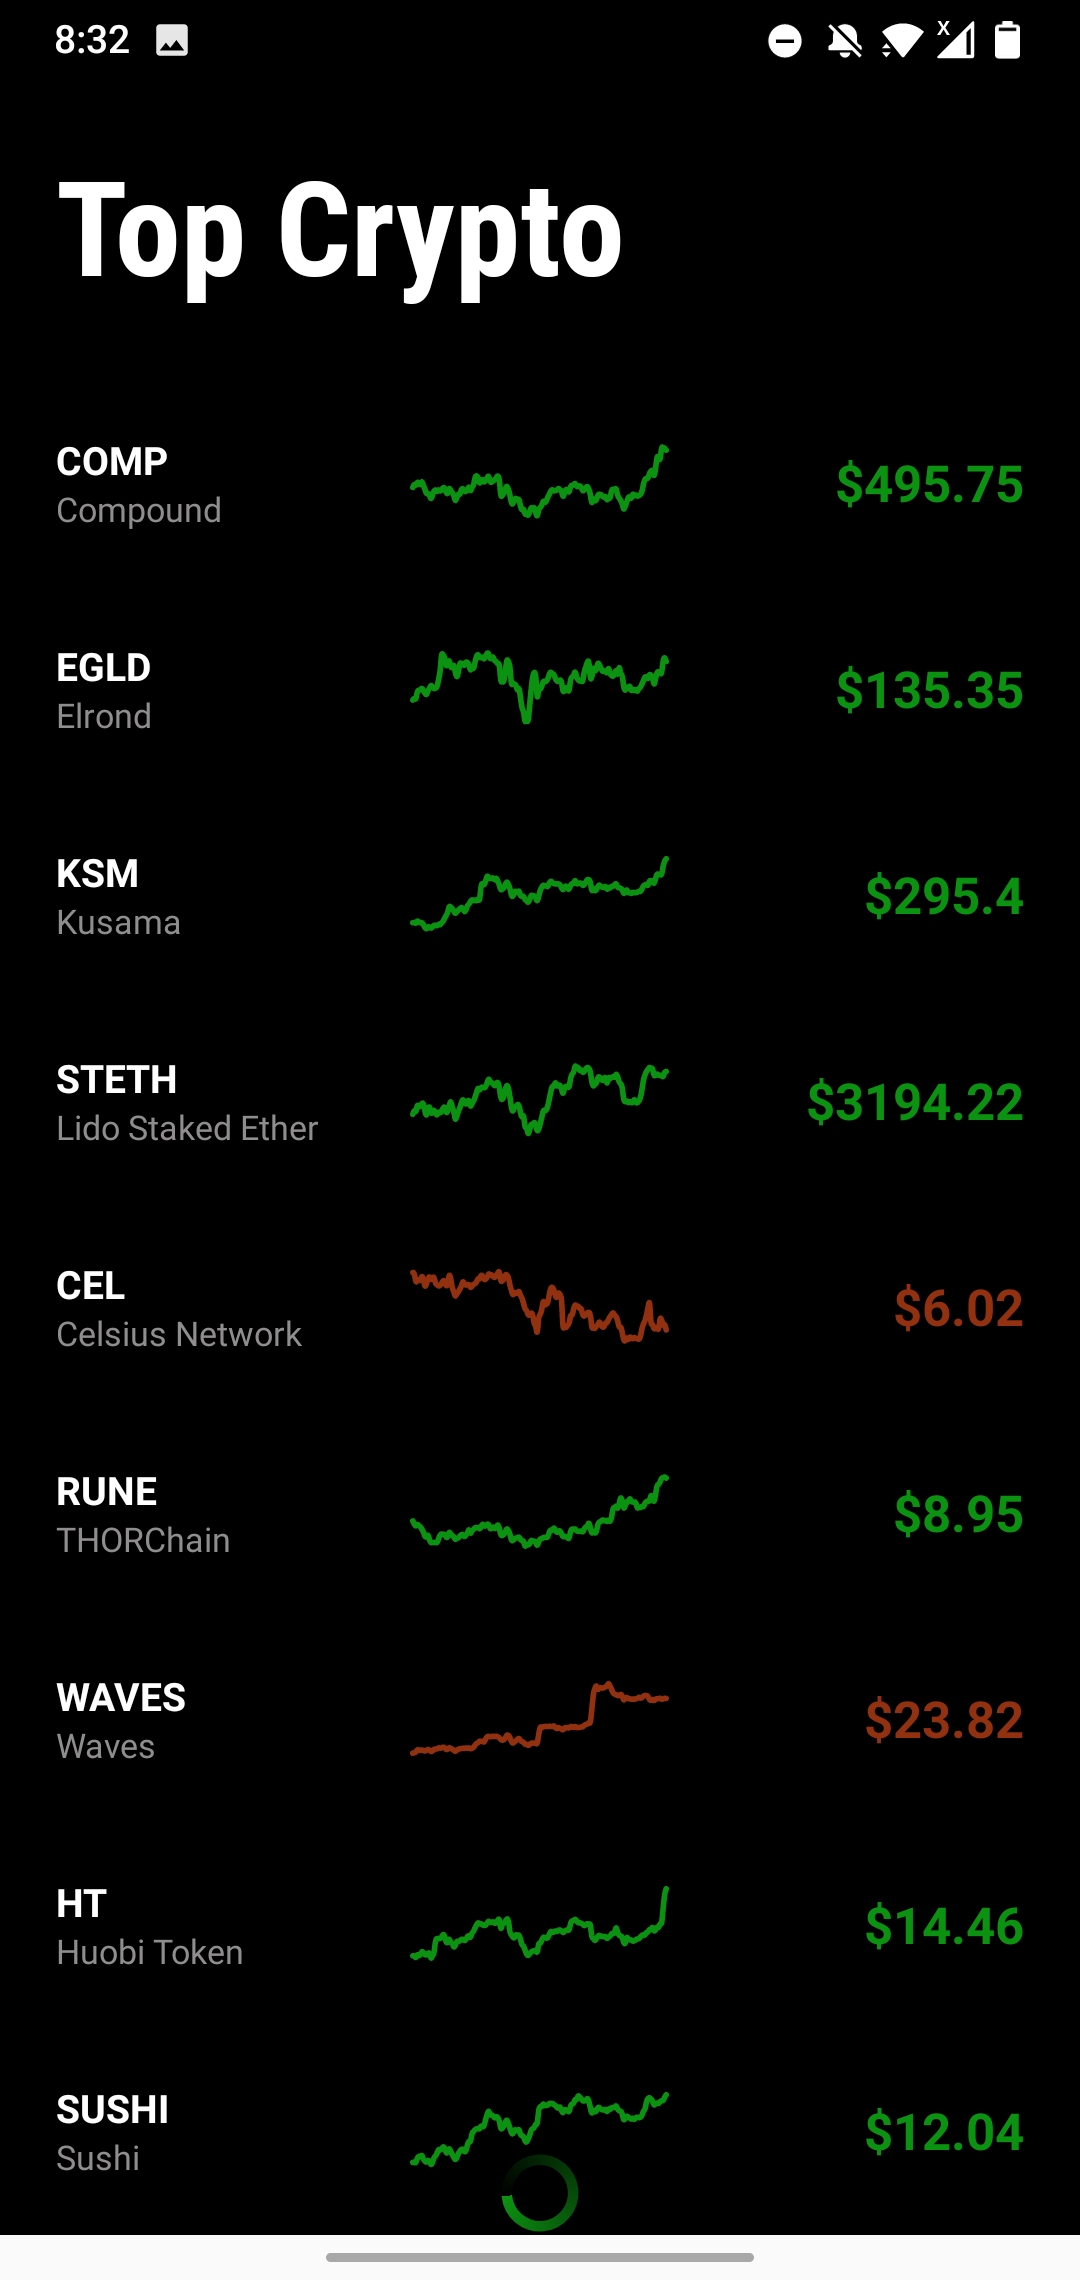 8:32
X
Top Crypto
COMP
Compound
$495.75
EGLD
Elrond
$135.35
KSM
Kusama
$295.4
STETH
Lido Staked Ether
$3194.22
CEL
Celsius Network
$6.02
RUNE
THORChain
$8.95
WAVES
Waves
$23.82
HT
Huobi Token
$14.46
SUSHI
Sushi
$12.04